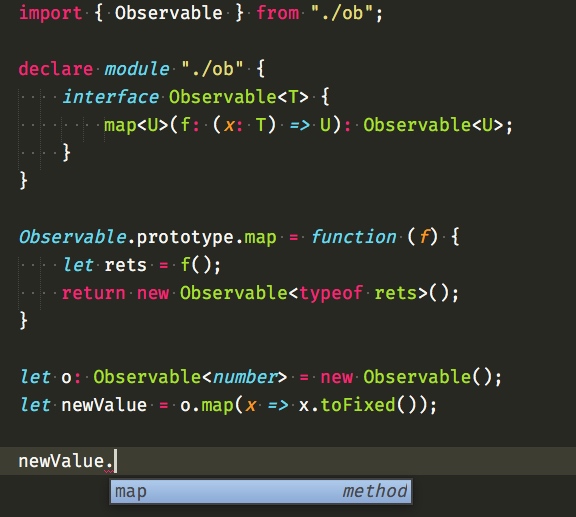 import { Observable } from "./ob";
declare module "./ob" {
interface Observable<T> {
map<U>(f: (x: T) => U): Observable<U>;
}
}
Observable.prototype.map = function (f) {
let rets = f();
return new Observable<typeof rets>();
}
let o: Observable<number> = new Observable();
let newValue = o.map(x => x.toFixed());
newValue.
map method